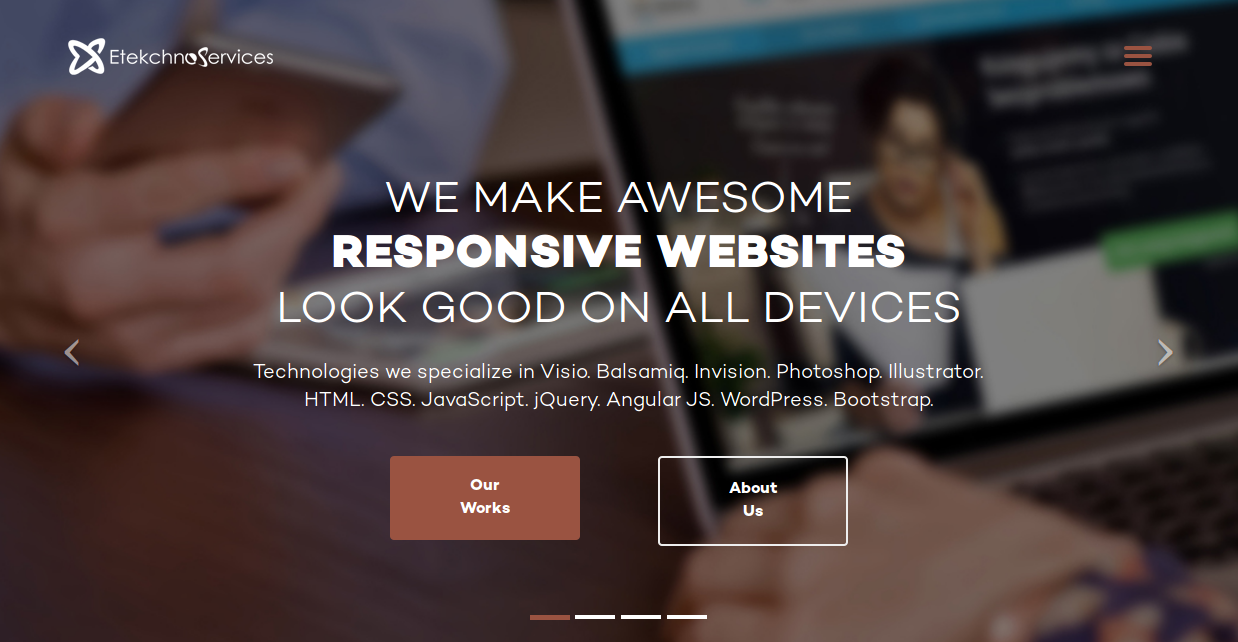 EtekchnoServices
WE MAKE AWESOME
RESPONSIVE WEBSITES
LOOK GOOD ON ALL DEVICES
Technologies we specialize in Visio. Balsamiq. Invision. Photoshop. Illustrator.
HTML. CSS. JavaScript. jQuery. Angular JS. WordPress. Bootstrap.
Our
Works
About
Us